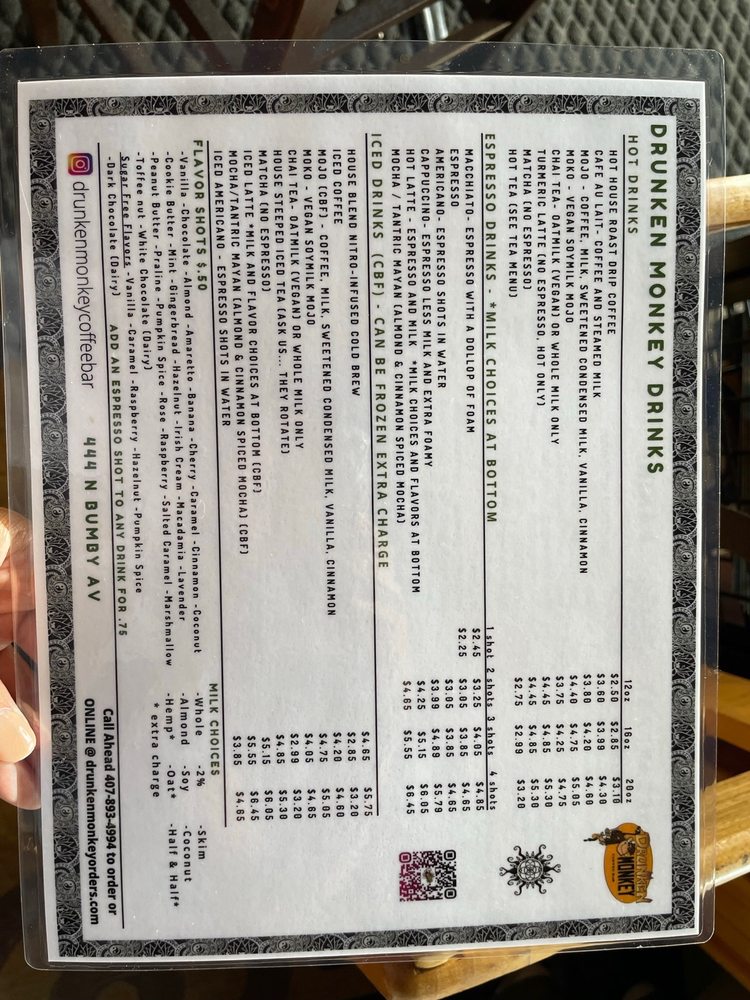 DRUNKEN MONKEY DRINKS
HOT DRINKS 12oz 16oz 20oz
HOT HOUSE ROAST DRIP COFFEE $2.50 $2.85 $3.10
CAFE AU LAIT- COFFEE AND STEAMED MILK $3.60 $3.99 $4.30
MOJO - COFFEE, MILK, SWEETENED CONDENSED MILK, VANILLA, CINNAMON $3.80 $4.20 $4.60
MOKO - VEGAN SOYMILK MOJO $4.40 $4.75 $5.05
CHAI TEA- OATMILK (VEGAN) OR WHOLE MILK ONLY $3.75 $4.25 $4.75
TURMERIC LATTE (NO ESPRESSO, HOT ONLY) $4.45 $4.85 $5.30
MATCHA (NO ESPRESSO) $4.45 $4.85 $5.30
HOT TEA (SEE TEA MENU) $2.75 $2.99 $3.20
ESPRESSO DRINKS - *MILK CHOICES AT BOTTOM 1 shot 2 shots 3 shots 4 shots
MACCHIATO- ESPRESSO WITH A DOLLOP OF FOAM $2.45 $3.25 $4.05 $4.85
ESPRESSO $2.25 $3.05 $3.85 $4.65
AMERICANO- ESPRESSO SHOTS IN WATER $3.05 $3.85 $4.65
CAPPUCCINO- ESPRESSO LESS MILK AND EXTRA FOAMY $3.99 $4.89 $5.79
HOT LATTE - ESPRESSO AND MILK *MILK CHOICES AND FLAVORS AT BOTTOM $4.25 $5.15 $6.05
MOCHA / TANTRIC MAYAN (ALMOND & CINNAMON SPICED MOCHA) $4.65 $5.55 $6.45
ICED DRINKS (CBF) - CAN BE FROZEN EXTRA CHARGE
HOUSE BLEND NITRO-INFUSED COLD BREW $4.65 $5.75
ICED COFFEE $2.85 $3.20
MOJO (CBF) - COFFEE, MILK, SWEETENED CONDENSED MILK, VANILLA, CINNAMON $4.20 $4.60
MOKO - VEGAN SOYMILK MOJO $4.75 $5.05
CHAI TEA- OATMILK (VEGAN) OR WHOLE MILK ONLY $4.05 $4.65
HOUSE STEEPED ICED TEA (ASK US... THEY ROTATE) $2.99 $3.20
MATCHA (NO ESPRESSO) $4.85 $5.30
ICED LATTE *MILK AND FLAVOR CHOICES AT BOTTOM (CBF) $5.15 $6.05
MOCHA/TANTRIC MAYAN (ALMOND & CINNAMON SPICED MOCHA) (CBF) $5.55 $6.45
ICED AMERICANO - ESPRESSO SHOTS IN WATER $3.85 $4.65
FLAVOR SHOTS $.50
-Vanilla -Chocolate -Almond -Amaretto -Banana -Cherry -Caramel -Cinnamon -Coconut
-Cookie Butter -Mint -Gingerbread -Hazelnut -Irish Cream -Macadamia -Lavender
-Peanut Butter -Praline -Pumpkin Spice -Rose -Raspberry -Salted Caramel -Marshmallow
-Toffee nut -White Chocolate (Dairy)
Sugar Free Flavors -Vanilla -Caramel -Raspberry -Hazelnut -Pumpkin Spice
-Dark Chocolate (Dairy)
MILK CHOICES
-Whole -2% -Skim
-Almond -Soy -Coconut
-Hemp* -Oat* -Half & Half*
* extra charge
ADD AN ESPRESSO SHOT TO ANY DRINK FOR .75
drunkenmonkeycoffeebar
444 N BUMBY AV
Call Ahead 407-893-4994 to order or
ONLINE @ drunkenmonkeyorders.com
DRUNKEN
MONKEY